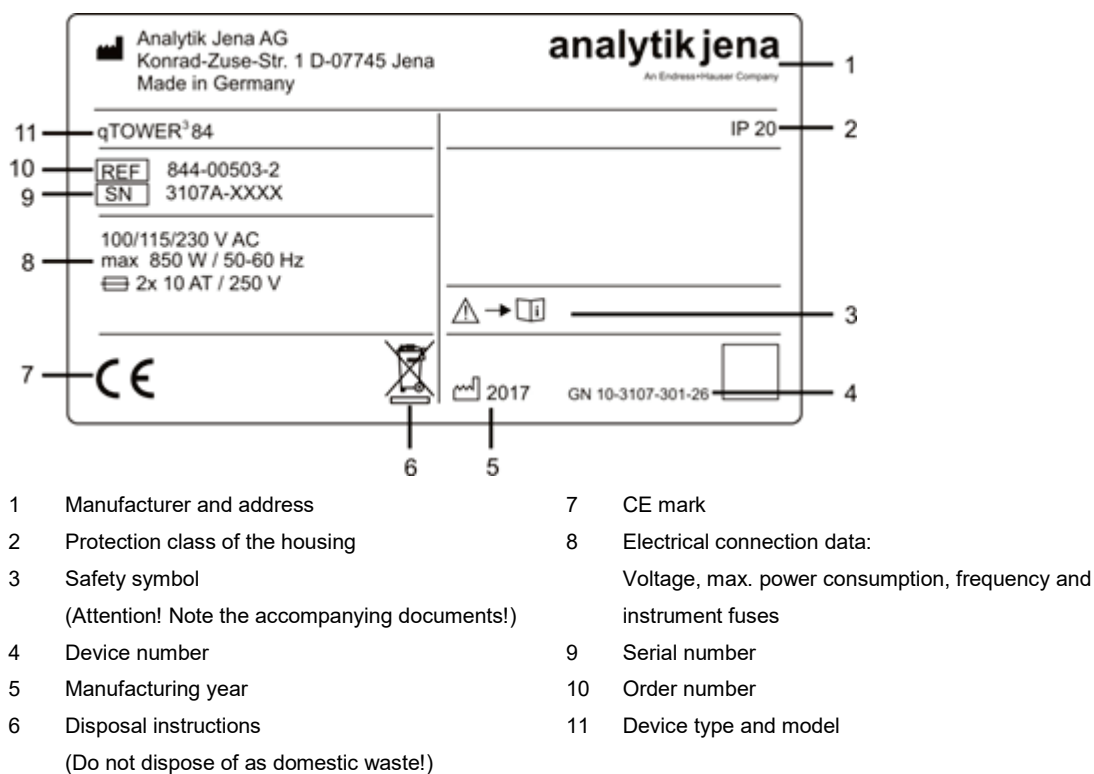 Analytik Jena AG
Konrad-Zuse-Str. 1 D-07745 Jena
Made in Germany
analytikjena
An Endress+Hauser Company
1
11
qTOWER³84
IP 20
2
10
REF 844-00503-2
9
SN 3107A-XXXX
100/115/230 V AC
8
max 850 W / 50-60 Hz
2x 10 AT / 250 V
i
3
7
CE
2017
GN 10-3107-301-26
4
6
5
1 Manufacturer and address
2 Protection class of the housing
3 Safety symbol
(Attention! Note the accompanying documents!)
4 Device number
5 Manufacturing year
6 Disposal instructions
(Do not dispose of as domestic waste!)
7 CE mark
8 Electrical connection data:
Voltage, max. power consumption, frequency and
instrument fuses
9 Serial number
10 Order number
11 Device type and model